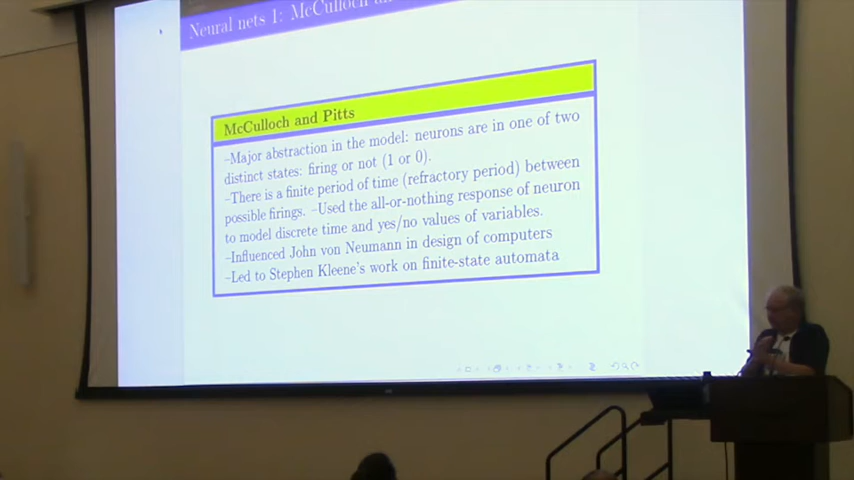 Neural nets 1: McCulloch an
McCulloch and Pitts
–Major abstraction in the model: neurons are in one of two
distinct states: firing or not (1 or 0).
–There is a finite period of time (refractory period) between
possible firings. –Used the all-or-nothing response of neuron
to model discrete time and yes/no values of variables.
–Influenced John von Neumann in design of computers
–Led to Stephen Kleene's work on finite-state automata